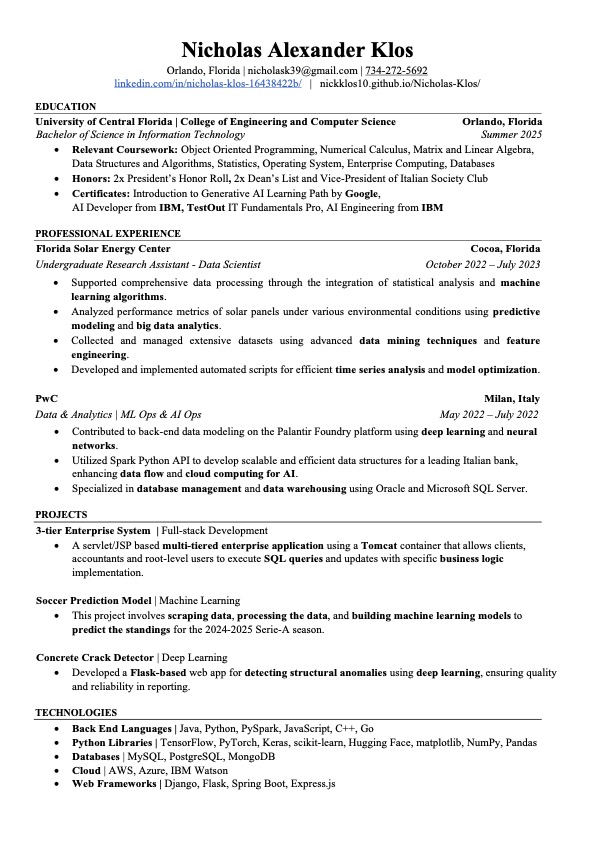 Nicholas Alexander Klos
Orlando, Florida | nicholask39@gmail.com | 734-272-5692
linkedin.com/in/nicholas-klos-16438422b/ | nickklos10.github.io/Nicholas-Klos/
EDUCATION
University of Central Florida | College of Engineering and Computer Science Orlando, Florida
Bachelor of Science in Information Technology Summer 2025
• Relevant Coursework: Object Oriented Programming, Numerical Calculus, Matrix and Linear Algebra,
Data Structures and Algorithms, Statistics, Operating System, Enterprise Computing, Databases
• Honors: 2x President's Honor Roll, 2x Dean's List and Vice-President of Italian Society Club
• Certificates: Introduction to Generative AI Learning Path by Google,
AI Developer from IBM, TestOut IT Fundamentals Pro, AI Engineering from IBM
PROFESSIONAL EXPERIENCE
Florida Solar Energy Center Cocoa, Florida
Undergraduate Research Assistant - Data Scientist October 2022 – July 2023
• Supported comprehensive data processing through the integration of statistical analysis and machine
learning algorithms.
• Analyzed performance metrics of solar panels under various environmental conditions using predictive
modeling and big data analytics.
• Collected and managed extensive datasets using advanced data mining techniques and feature
engineering.
• Developed and implemented automated scripts for efficient time series analysis and model optimization.
PwC Milan, Italy
Data & Analytics | ML Ops & AI Ops May 2022 – July 2022
• Contributed to back-end data modeling on the Palantir Foundry platform using deep learning and neural
networks.
• Utilized Spark Python API to develop scalable and efficient data structures for a leading Italian bank,
enhancing data flow and cloud computing for AI.
• Specialized in database management and data warehousing using Oracle and Microsoft SQL Server.
PROJECTS
3-tier Enterprise System | Full-stack Development
• A servlet/JSP based multi-tiered enterprise application using a Tomcat container that allows clients,
accountants and root-level users to execute SQL queries and updates with specific business logic
implementation.
Soccer Prediction Model | Machine Learning
• This project involves scraping data, processing the data, and building machine learning models to
predict the standings for the 2024-2025 Serie-A season.
Concrete Crack Detector | Deep Learning
• Developed a Flask-based web app for detecting structural anomalies using deep learning, ensuring quality
and reliability in reporting.
TECHNOLOGIES
• Back End Languages | Java, Python, PySpark, JavaScript, C++, Go
• Python Libraries | TensorFlow, PyTorch, Keras, scikit-learn, Hugging Face, matplotlib, NumPy, Pandas
• Databases | MySQL, PostgreSQL, MongoDB
• Cloud | AWS, Azure, IBM Watson
• Web Frameworks | Django, Flask, Spring Boot, Express.js